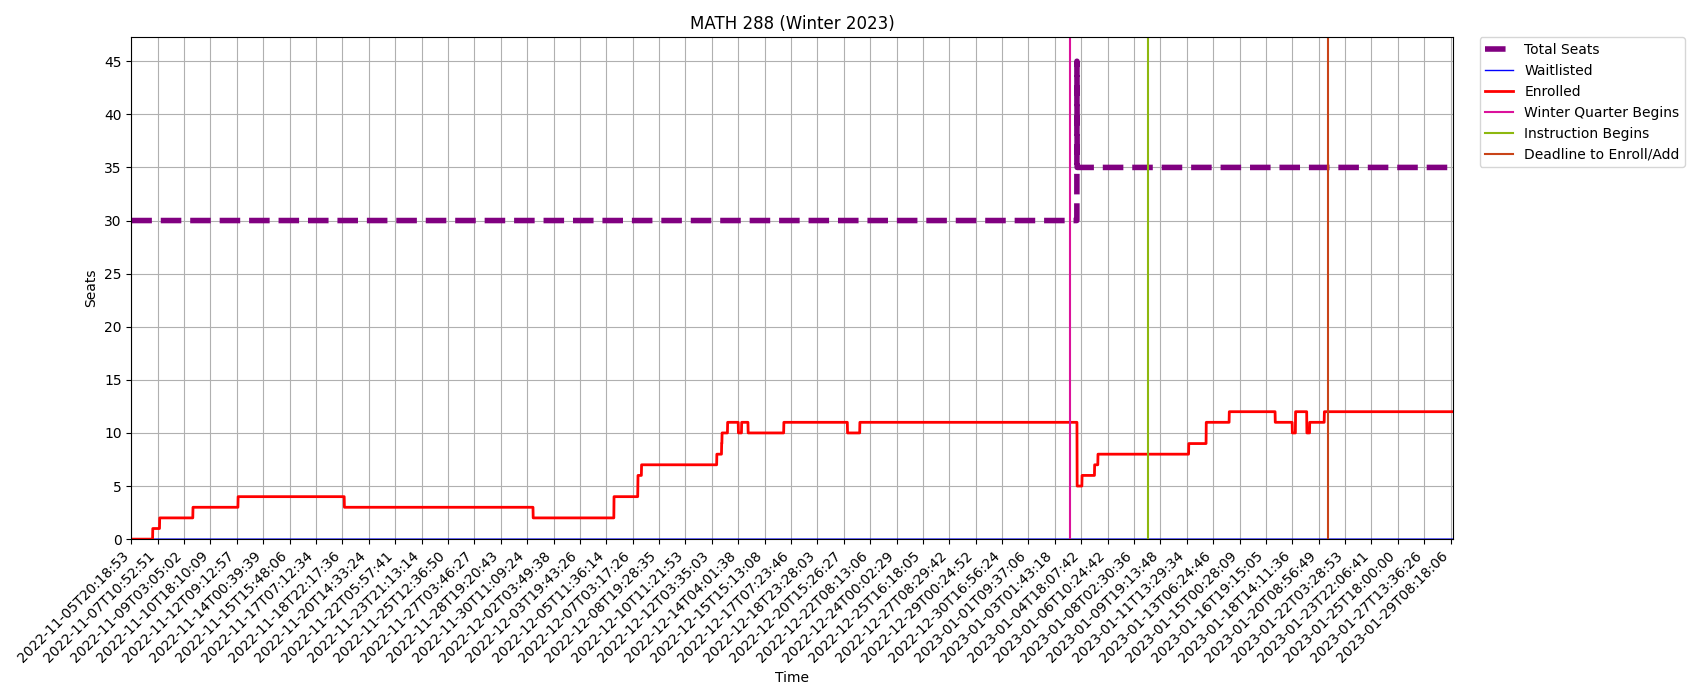 MATH 288 (Winter 2023)
Total Seats
Waitlisted
Enrolled
Winter Quarter Begins
Instruction Begins
Deadline to Enroll/Add
Seats
45
40
35
30
25
20
15
10
5
0
2022-11-05T20:18:53
2022-11-07T10:52:51
2022-11-09T03:05:02
2022-11-10T18:10:09
2022-11-12T09:12:57
2022-11-14T00:39:39
2022-11-15T15:48:06
2022-11-17T07:12:34
2022-11-18T22:17:36
2022-11-20T14:33:24
2022-11-22T05:57:41
2022-11-23T21:13:14
2022-11-25T12:36:50
2022-11-27T03:46:27
2022-11-28T19:20:43
2022-11-30T11:09:24
2022-12-02T03:49:38
2022-12-03T19:43:26
2022-12-05T11:36:14
2022-12-07T03:17:26
2022-12-08T19:28:35
2022-12-10T11:21:53
2022-12-12T03:35:03
2022-12-14T04:01:38
2022-12-15T15:13:08
2022-12-17T07:23:46
2022-12-18T23:28:03
2022-12-20T15:26:27
2022-12-22T08:13:06
2022-12-24T00:02:29
2022-12-25T16:18:05
2022-12-27T08:29:42
2022-12-29T00:24:52
2022-12-30T16:56:24
2023-01-01T09:37:06
2023-01-03T01:43:18
2023-01-04T18:07:42
2023-01-06T10:24:42
2023-01-08T02:30:36
2023-01-09T19:13:48
2023-01-11T13:29:34
2023-01-13T06:24:46
2023-01-15T00:28:09
2023-01-16T19:15:05
2023-01-18T14:11:36
2023-01-20T08:56:49
2023-01-22T03:28:53
2023-01-23T22:06:41
2023-01-25T18:00:00
2023-01-27T13:36:26
2023-01-29T08:18:06
Time